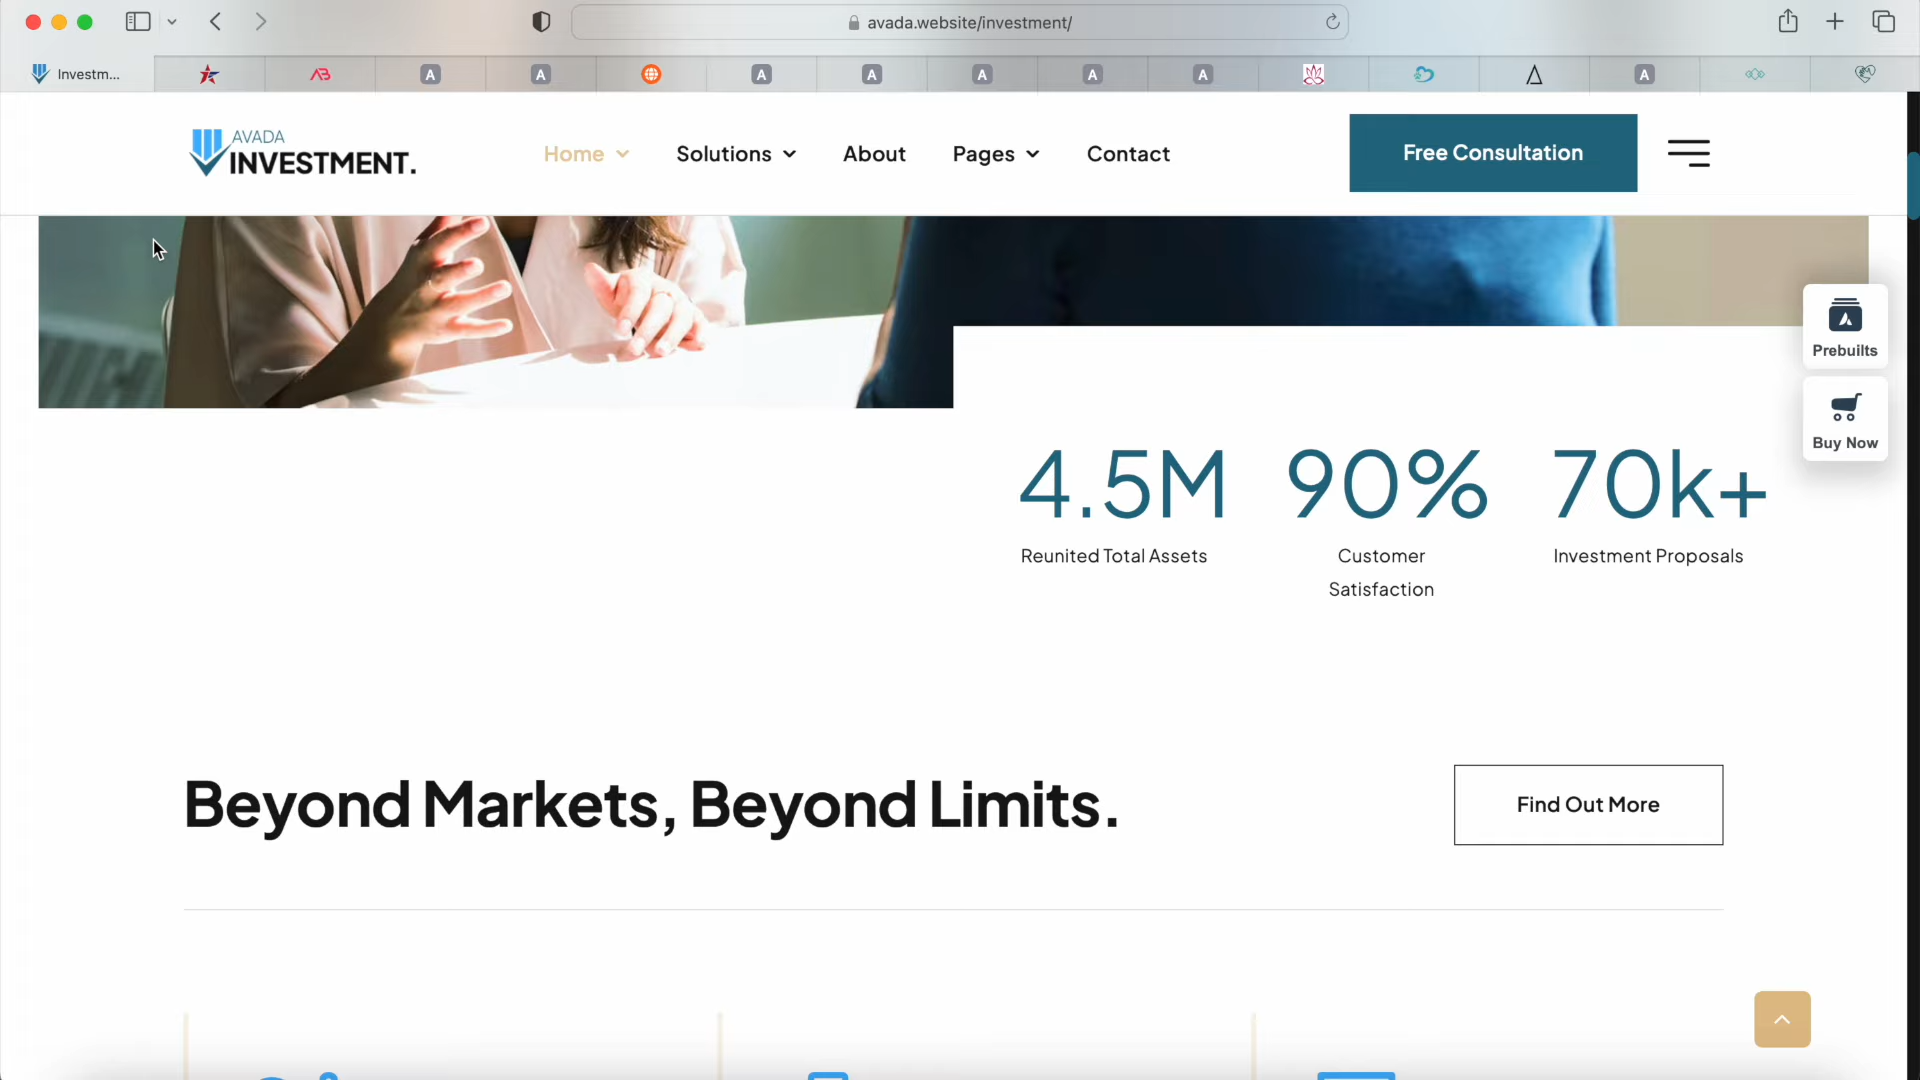 avada.website/investment/
Investm...
A A A A A A A A
AVADA
INVESTMENT.
Home
Solutions
About
Pages
Contact
Free Consultation
Prebuilts
Buy Now
4.5M 90% 70k+
Reunited Total Assets Customer Investment Proposals
Satisfaction
Beyond Markets, Beyond Limits.
Find Out More